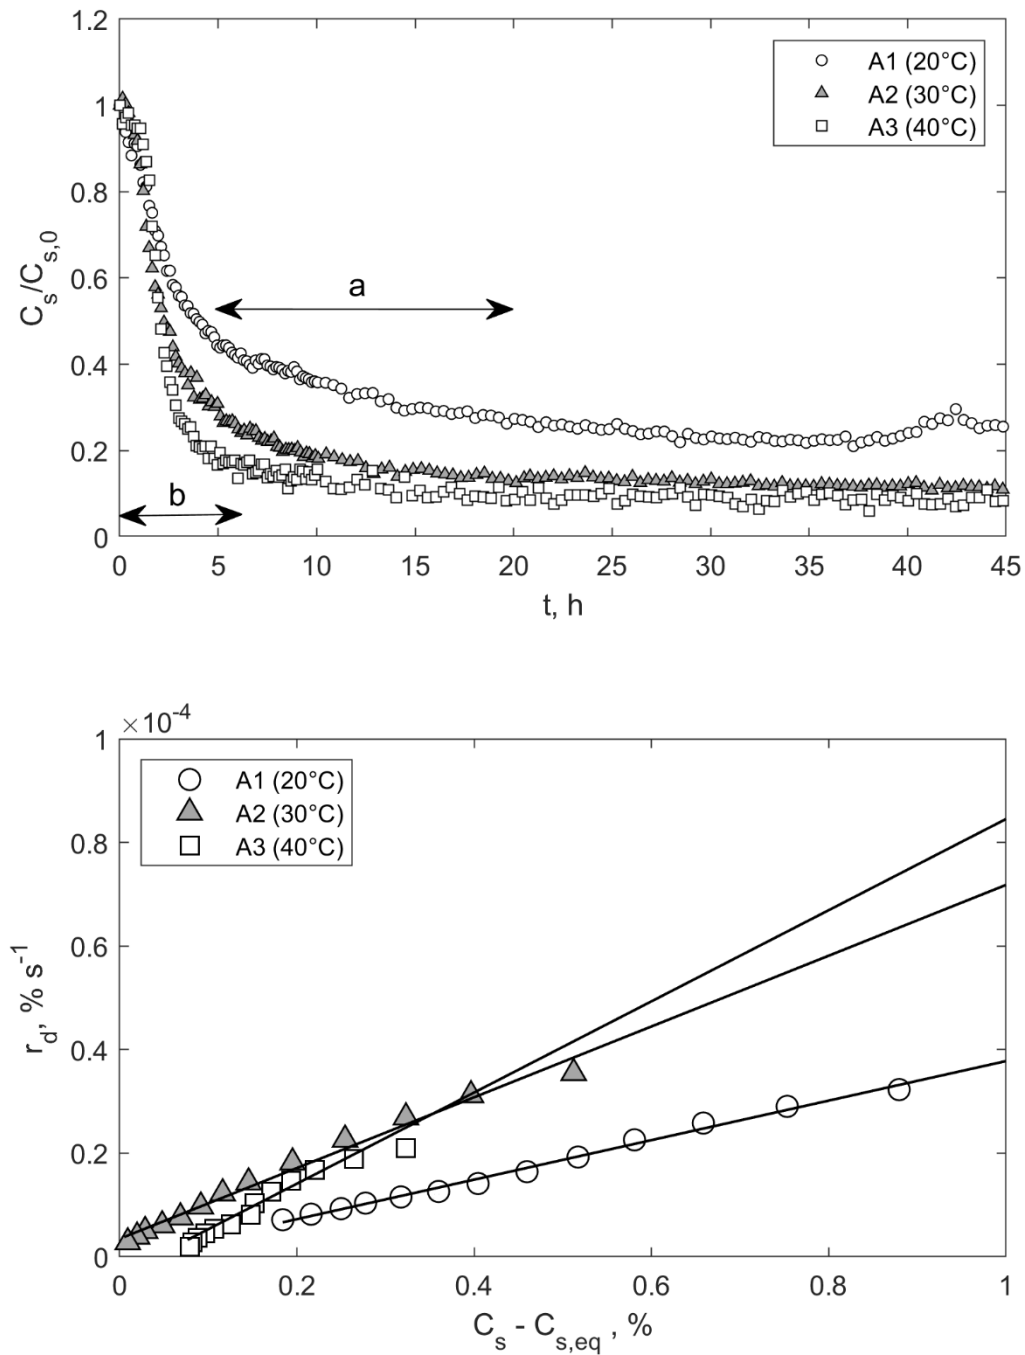 1.2
1
0.8
0.6
0.4
0.2
0
C_s/C_{s,0}
A1 (20°C)
A2 (30°C)
A3 (40°C)
a
b
0 5 10 15 20 25 30 35 40 45
t, h
×10^{-4}
1
0.8
0.6
0.4
0.2
0
r_d, % s^{-1}
A1 (20°C)
A2 (30°C)
A3 (40°C)
0 0.2 0.4 0.6 0.8 1
C_s - C_{s,eq} , %